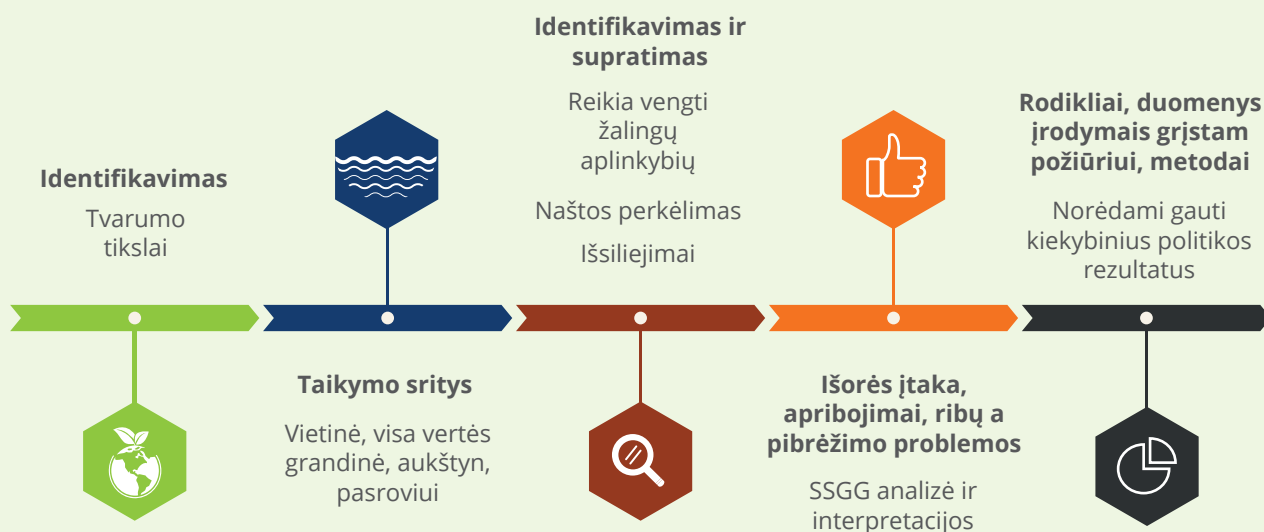 Identifikavimas
Tvarumo
tikslai
Taikymo sritys
Vietinė, visa vertės
grandinė, aukštyn,
pasroviui
Identifikavimas ir
supratimas
Reikia vengti
žalingų
aplinkybių
Naštos perkėlimas
Išsiliejimai
Išorės įtaka,
apribojimai, ribų a
pibrėžimo problemos
SSGG analizė ir
interpretacijos
Rodikliai, duomenys
įrodymais grįstam
požiūriui, metodai
Norėdami gauti
kiekybinius politikos
rezultatus